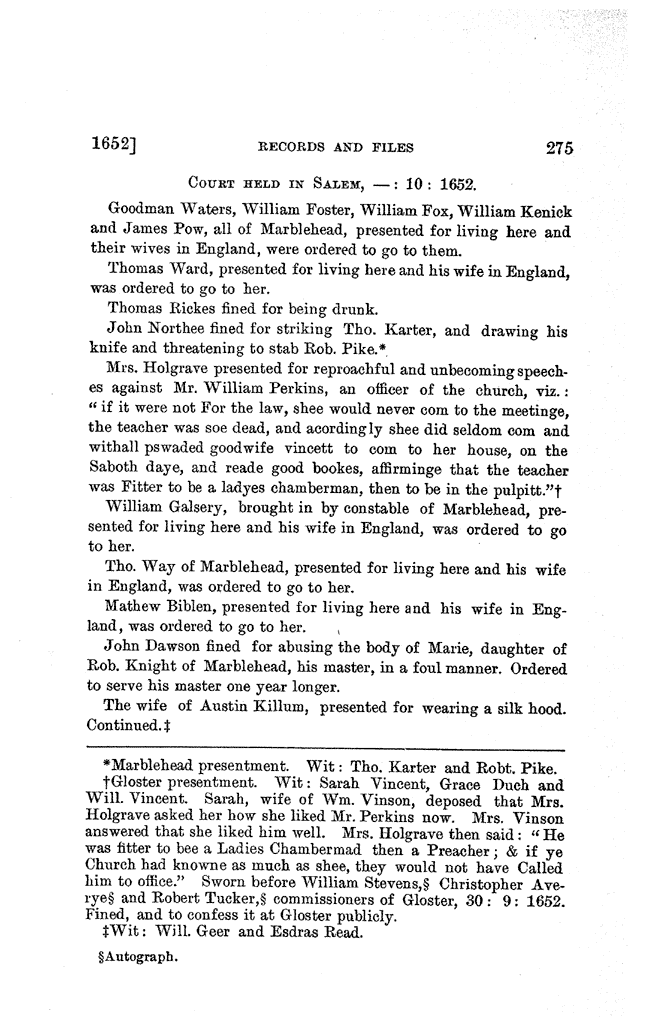 1652] RECORDS AND FILES 275
COURT HELD IN SALEM, — : 10 : 1652.
Goodman Waters, William Foster, William Fox, William Kenick
and James Pow, all of Marblehead, presented for living here and
their wives in England, were ordered to go to them.
Thomas Ward, presented for living here and his wife in England,
was ordered to go to her.
Thomas Rickes fined for being drunk.
John Northee fined for striking Tho. Karter, and drawing his
knife and threatening to stab Rob. Pike.*
Mrs. Holgrave presented for reproachful and unbecoming speech-
es against Mr. William Perkins, an officer of the church, viz. :
“ if it were not For the law, shee would never com to the meetinge,
the teacher was soe dead, and acordingly shee did seldom com and
withall pswaded goodwife vincett to com to her house, on the
Saboth daye, and reade good bookes, affirminge that the teacher
was Fitter to be a ladyes chamberman, then to be in the pulpitt.”†
William Galsery, brought in by constable of Marblehead, pre-
sented for living here and his wife in England, was ordered to go
to her.
Tho. Way of Marblehead, presented for living here and his wife
in England, was ordered to go to her.
Mathew Biblen, presented for living here and his wife in Eng-
land, was ordered to go to her.
John Dawson fined for abusing the body of Marie, daughter of
Rob. Knight of Marblehead, his master, in a foul manner. Ordered
to serve his master one year longer.
The wife of Austin Killum, presented for wearing a silk hood.
Continued.‡
*Marblehead presentment. Wit : Tho. Karter and Robt. Pike.
†Gloster presentment. Wit : Sarah Vincent, Grace Duch and
Will. Vincent. Sarah, wife of Wm. Vinson, deposed that Mrs.
Holgrave asked her how she liked Mr. Perkins now. Mrs. Vinson
answered that she liked him well. Mrs. Holgrave then said : “ He
was fitter to bee a Ladies Chambermad then a Preacher ; & if ye
Church had knowne as much as shee, they would not have Called
him to office.” Sworn before William Stevens,§ Christopher Ave-
rye§ and Robert Tucker,§ commissioners of Gloster, 30 : 9 : 1652.
Fined, and to confess it at Gloster publicly.
‡Wit : Will. Geer and Esdras Read.
§Autograph.